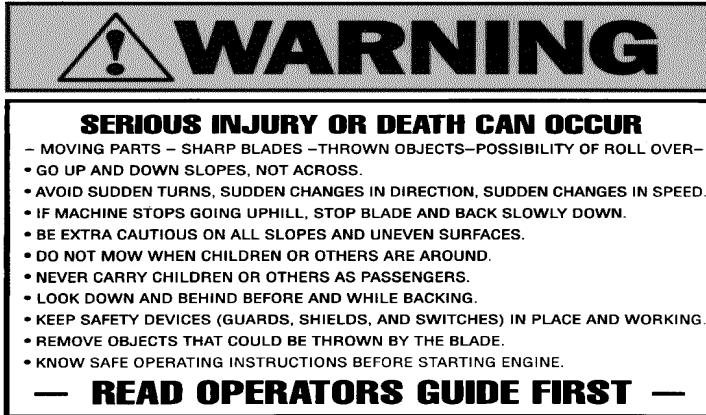 WARNING
SERIOUS INJURY OR DEATH CAN OCCUR
– MOVING PARTS – SHARP BLADES –THROWN OBJECTS–POSSIBILITY OF ROLL OVER–
• GO UP AND DOWN SLOPES, NOT ACROSS.
• AVOID SUDDEN TURNS, SUDDEN CHANGES IN DIRECTION, SUDDEN CHANGES IN SPEED.
• IF MACHINE STOPS GOING UPHILL, STOP BLADE AND BACK SLOWLY DOWN.
• BE EXTRA CAUTIOUS ON ALL SLOPES AND UNEVEN SURFACES.
• DO NOT MOW WHEN CHILDREN OR OTHERS ARE AROUND.
• NEVER CARRY CHILDREN OR OTHERS AS PASSENGERS.
• LOOK DOWN AND BEHIND BEFORE AND WHILE BACKING.
• KEEP SAFETY DEVICES (GUARDS, SHIELDS, AND SWITCHES) IN PLACE AND WORKING.
• REMOVE OBJECTS THAT COULD BE THROWN BY THE BLADE.
• KNOW SAFE OPERATING INSTRUCTIONS BEFORE STARTING ENGINE.
— READ OPERATORS GUIDE FIRST —